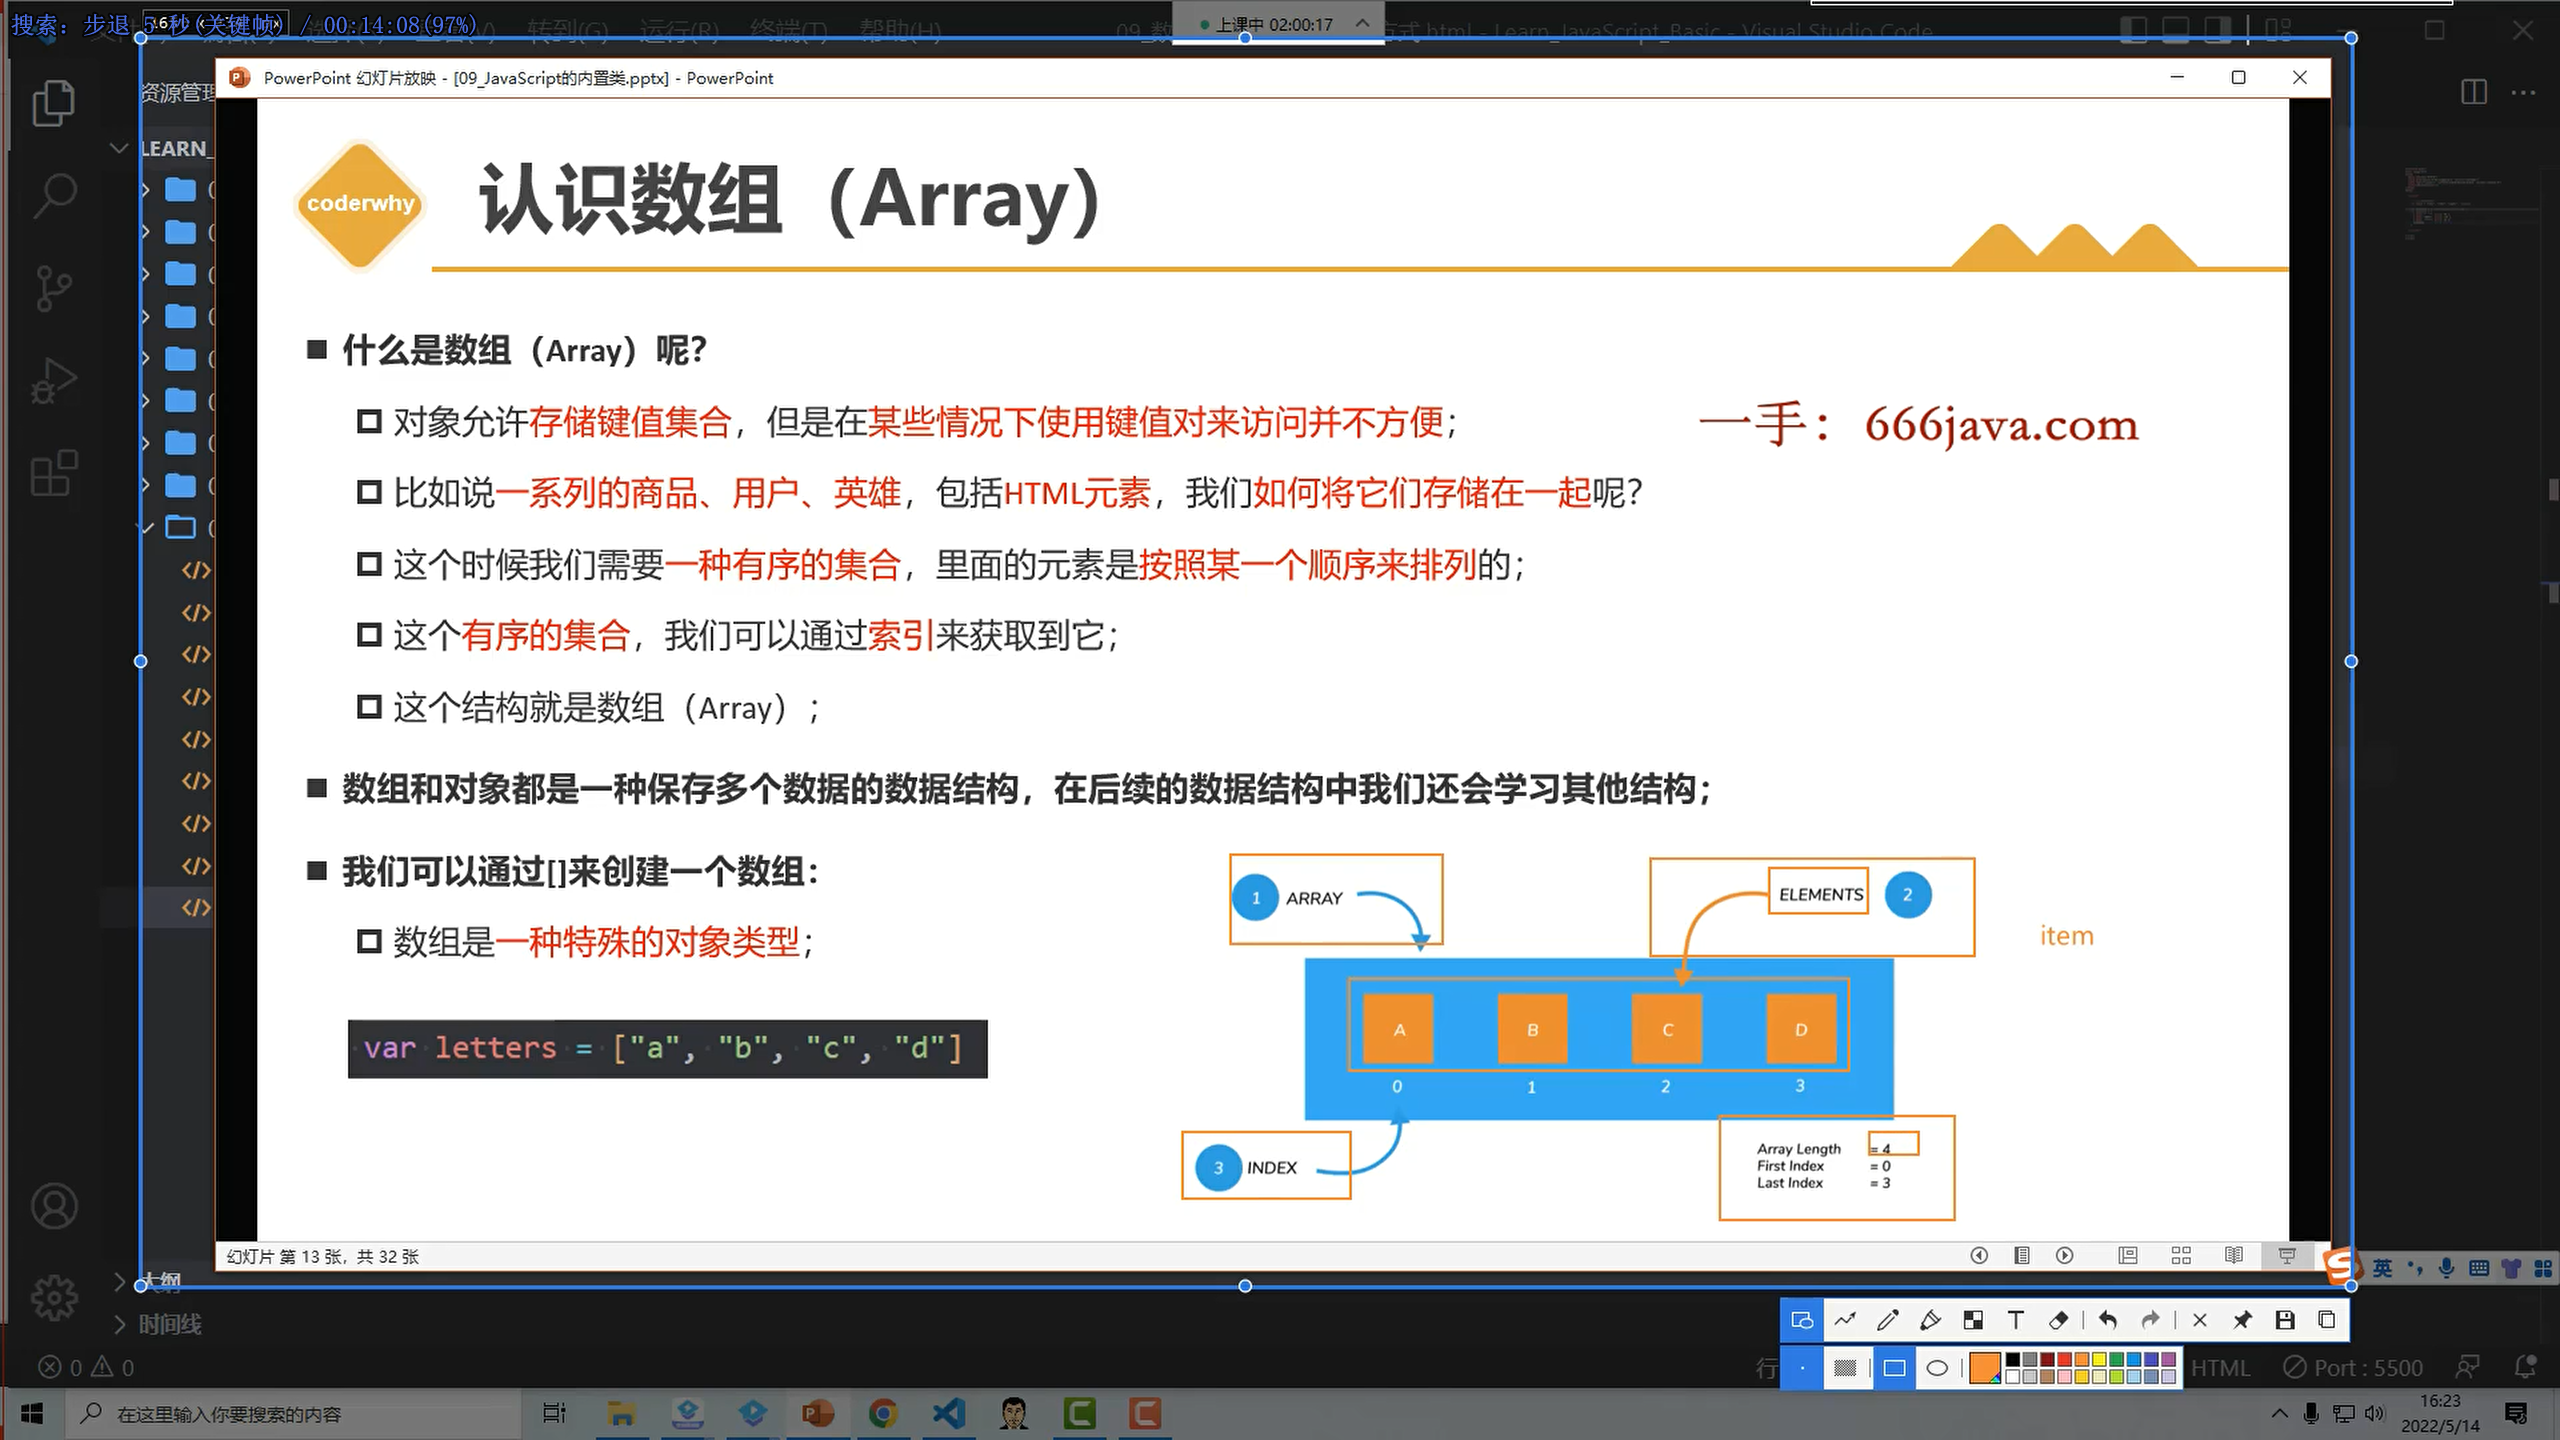 搜索: 步退 5 秒(关键帧) / 00:14:08(97%)
转到(G) 运行(R) 终端(T) 帮助(H)
上课中 02:00:17
html - Learn_JavaScript_Basic - Visual Studio Code
资源管理
PowerPoint 幻灯片放映 - [09_JavaScript的内置类.pptx] - PowerPoint
LEARN_
coderwhy
认识数组（Array）
什么是数组（Array）呢？
对象允许存储键值集合，但是在某些情况下使用键值对来访问并不方便；
一手：666java.com
比如说一系列的商品、用户、英雄，包括HTML元素，我们如何将它们存储在一起呢？
这个时候我们需要一种有序的集合，里面的元素是按照某一个顺序来排列的；
这个有序的集合，我们可以通过索引来获取到它；
这个结构就是数组（Array）；
数组和对象都是一种保存多个数据的数据结构，在后续的数据结构中我们还会学习其他结构；
我们可以通过[]来创建一个数组：
数组是一种特殊的对象类型；
var letters = ["a", "b", "c", "d"]
1 ARRAY
ELEMENTS 2
item
A B C D
0 1 2 3
3 INDEX
Array Length = 4
First Index = 0
Last Index = 3
幻灯片 第 13 张，共 32 张
英
大纲
时间线
0 0
行
HTML
Port : 5500
在这里输入你要搜索的内容
16:23
2022/5/14